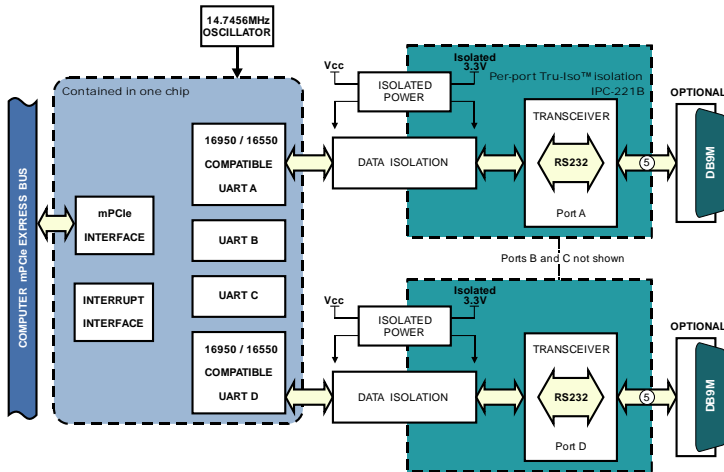 14.7456MHz
OSCILLATOR
Contained in one chip
COMPUTER mPCIe EXPRESS BUS
mPCIe
INTERFACE
INTERRUPT
INTERFACE
16950 / 16550
COMPATIBLE
UART A
UART B
UART C
16950 / 16550
COMPATIBLE
UART D
Vcc
Isolated
3.3V
ISOLATED
POWER
DATA ISOLATION
Per-port Tru-Iso™ isolation
IPC-221B
TRANSCEIVER
RS232
Port A
5
OPTIONAL
DB9M
Ports B and C not shown
Vcc
Isolated
3.3V
ISOLATED
POWER
DATA ISOLATION
TRANSCEIVER
RS232
Port D
5
OPTIONAL
DB9M